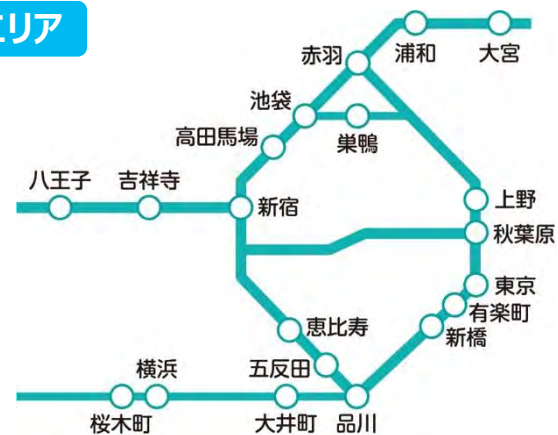 エリア
赤羽
浦和
大宮
池袋
高田馬場
巣鴨
八王子
吉祥寺
新宿
上野
秋葉原
東京
有楽町
新橋
恵比寿
五反田
横浜
桜木町
大井町
品川